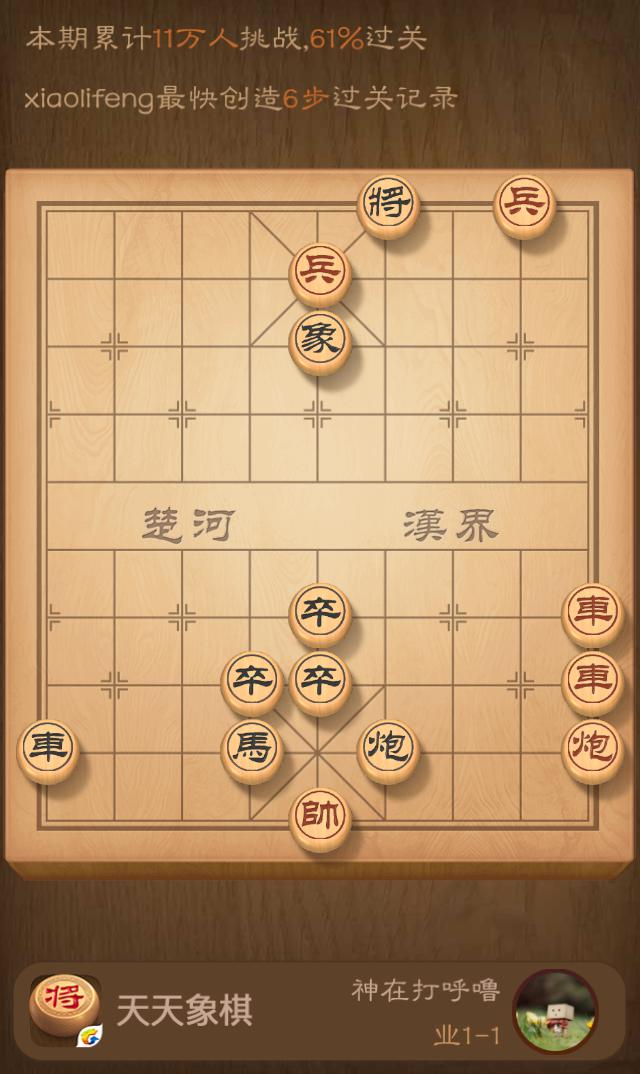 本期累计11万人挑战,61%过关
xiaolifeng最快创造6步过关记录
將 兵
兵
象
楚河 漢界
卒 車
卒 卒 車
車 馬 炮 炮
帥
将
天天象棋
神在打呼噜
业1-1